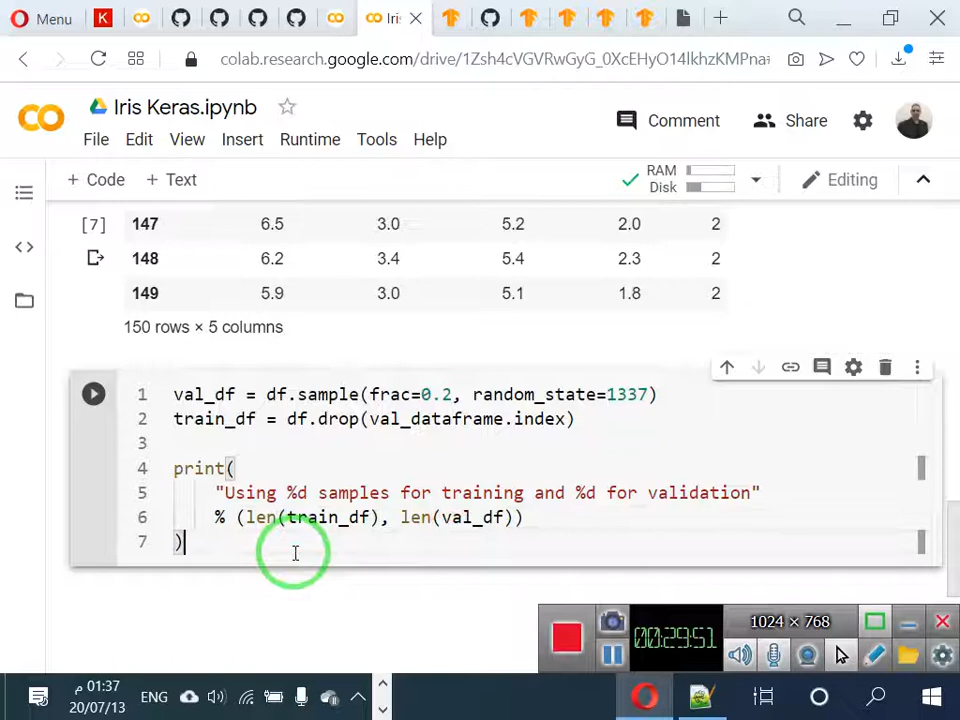 Menu
K
Iris
colab.research.google.com/drive/1Zsh4cVGVRwGyG_0XcEHyO14lkhzKMPna
Iris Keras.ipynb
File Edit View Insert Runtime Tools Help
Comment
Share
+ Code + Text
RAM
Disk
Editing
[7] 147 6.5 3.0 5.2 2.0 2
148 6.2 3.4 5.4 2.3 2
149 5.9 3.0 5.1 1.8 2
150 rows × 5 columns
1 val_df = df.sample(frac=0.2, random_state=1337)
2 train_df = df.drop(val_dataframe.index)
3
4 print(
5 "Using %d samples for training and %d for validation"
6 % (len(train_df), len(val_df))
7 )
00:29:51
1024 × 768
01:37 م
20/07/13
ENG